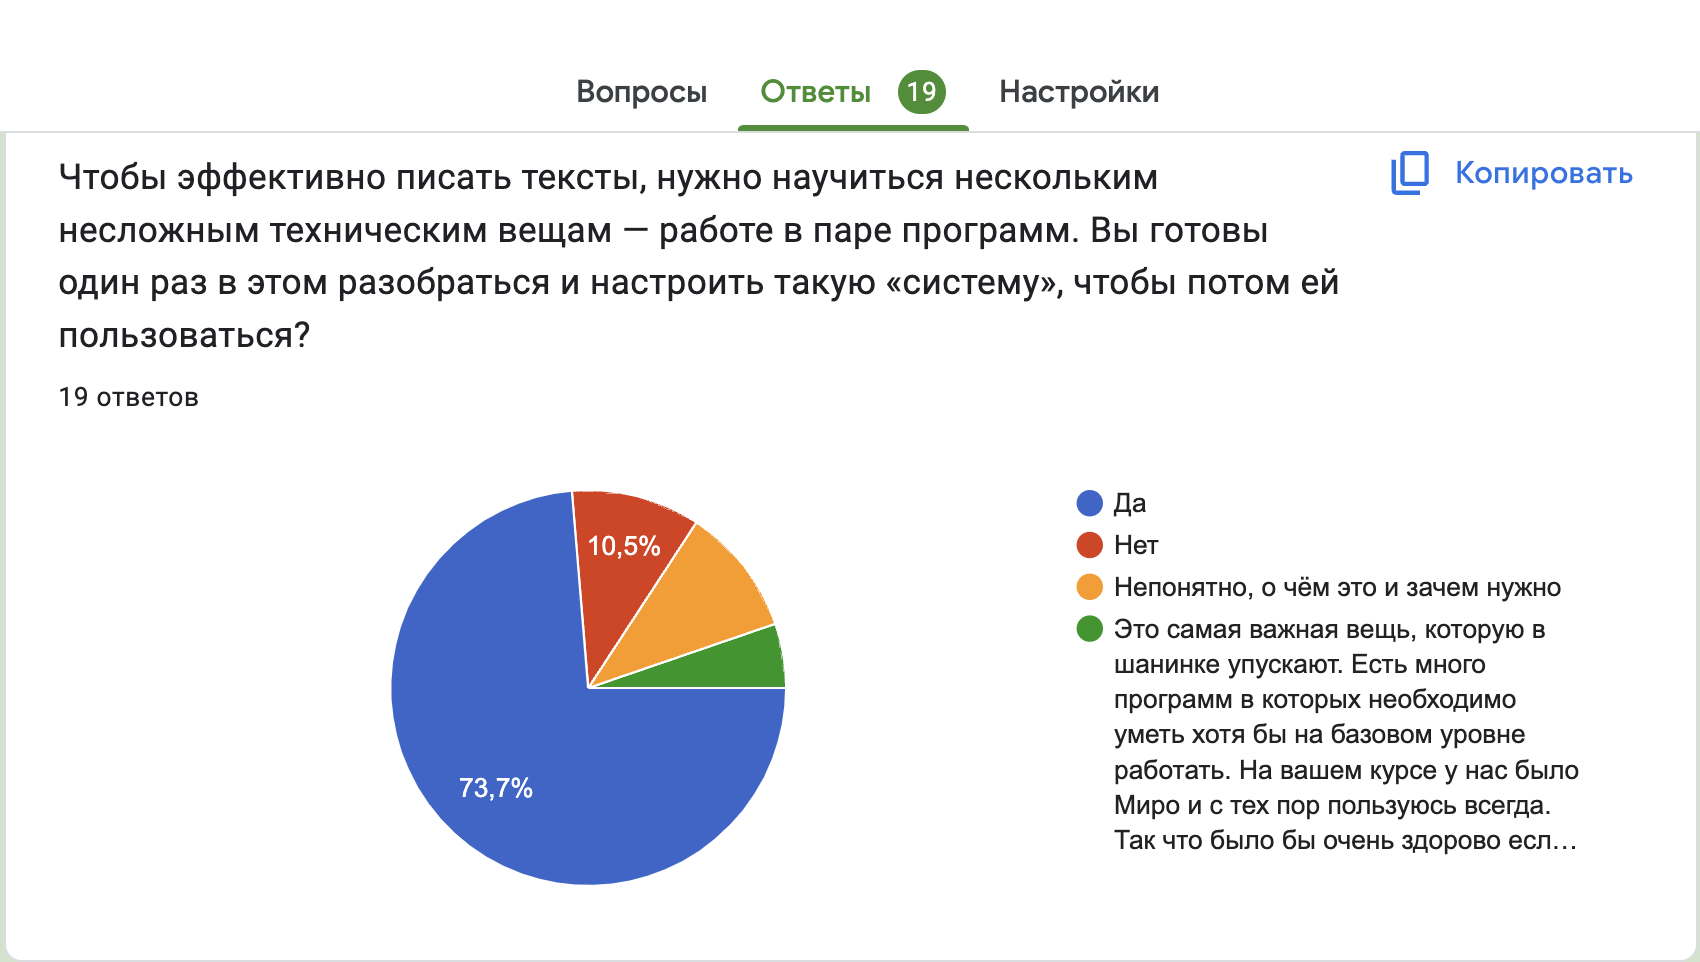 Вопросы
Ответы
19
Настройки
Чтобы эффективно писать тексты, нужно научиться нескольким
несложным техническим вещам — работе в паре программ. Вы готовы
один раз в этом разобраться и настроить такую «систему», чтобы потом ей
пользоваться?
Копировать
19 ответов
10,5%
73,7%
Да
Нет
Непонятно, о чём это и зачем нужно
Это самая важная вещь, которую в
шанинке упускают. Есть много
программ в которых необходимо
уметь хотя бы на базовом уровне
работать. На вашем курсе у нас было
Миро и с тех пор пользуюсь всегда.
Так что было бы очень здорово есл…